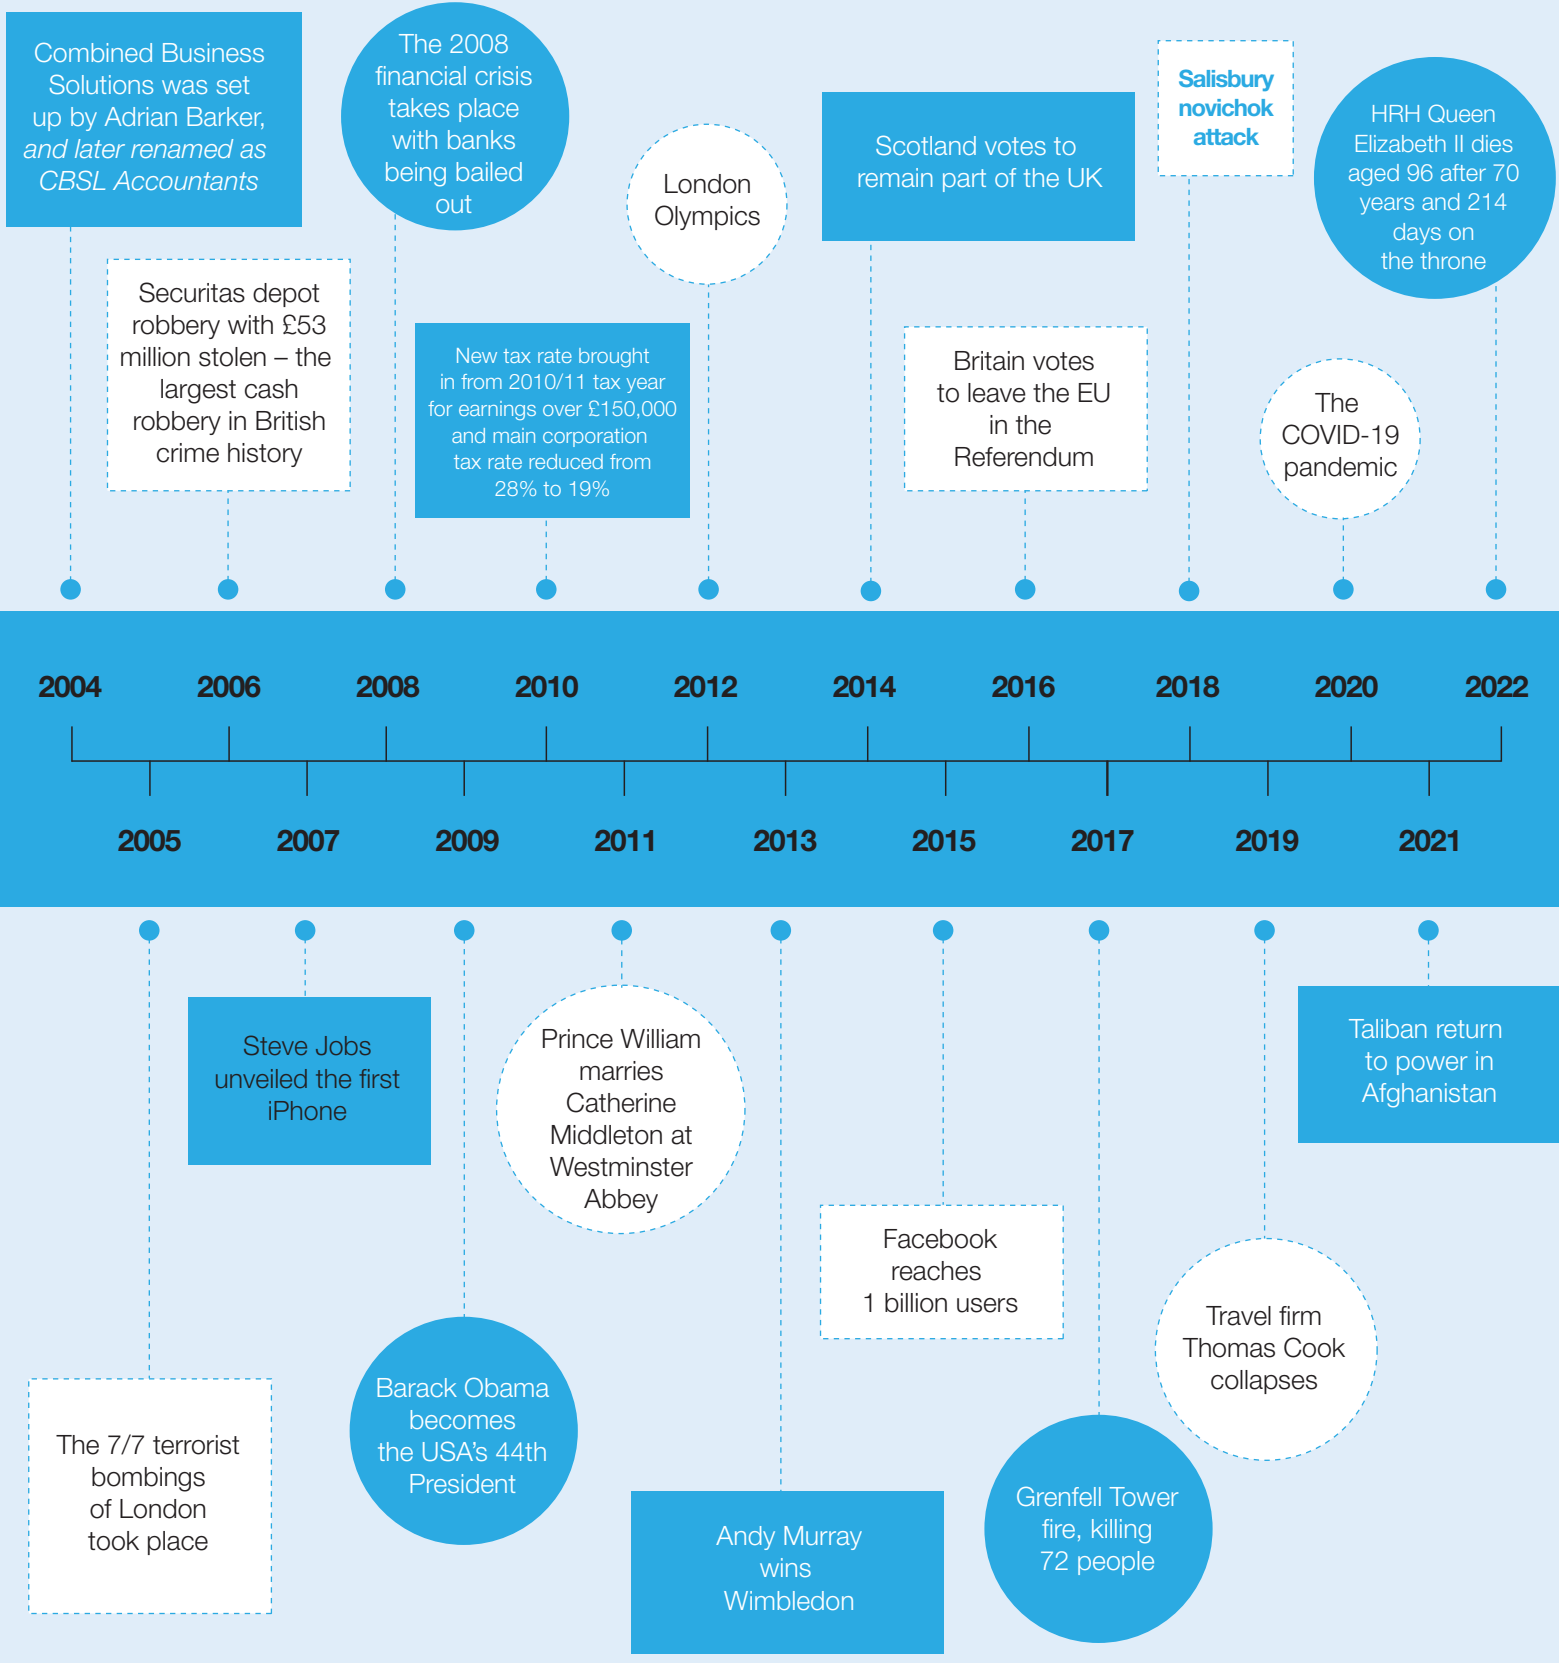 Combined Business
Solutions was set
up by Adrian Barker,
and later renamed as
CBSL Accountants
The 2008
financial crisis
takes place
with banks
being bailed
out
London
Olympics
Scotland votes to
remain part of the UK
Salisbury
novichok
attack
HRH Queen
Elizabeth II dies
aged 96 after 70
years and 214
days on
the throne
Securitas depot
robbery with £53
million stolen – the
largest cash
robbery in British
crime history
New tax rate brought
in from 2010/11 tax year
for earnings over £150,000
and main corporation
tax rate reduced from
28% to 19%
Britain votes
to leave the EU
in the
Referendum
The
COVID-19
pandemic
2004
2006
2008
2010
2012
2014
2016
2018
2020
2022
2005
2007
2009
2011
2013
2015
2017
2019
2021
Steve Jobs
unveiled the first
iPhone
Prince William
marries
Catherine
Middleton at
Westminster
Abbey
Taliban return
to power in
Afghanistan
Facebook
reaches
1 billion users
Travel firm
Thomas Cook
collapses
The 7/7 terrorist
bombings
of London
took place
Barack Obama
becomes
the USA's 44th
President
Andy Murray
wins
Wimbledon
Grenfell Tower
fire, killing
72 people